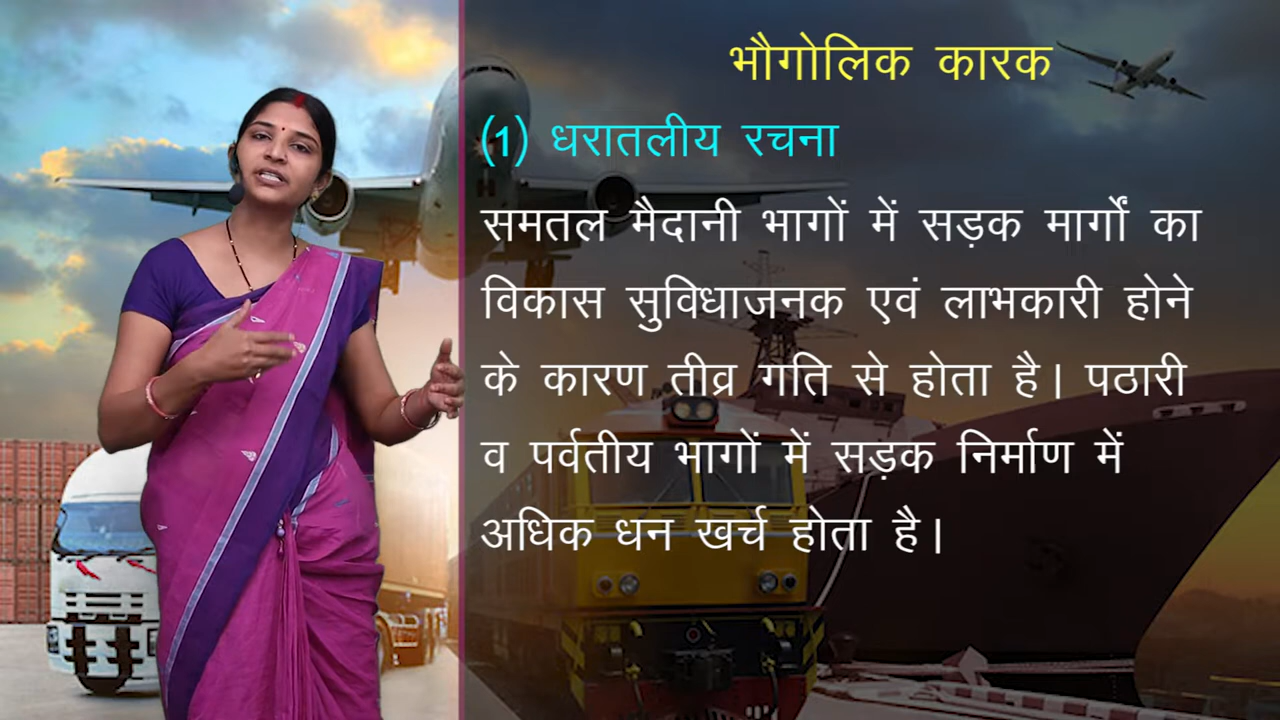 भौगोलिक कारक
(1) धरातलीय रचना
समतल मैदानी भागों में सड़क मार्गों का
विकास सुविधाजनक एवं लाभकारी होने
के कारण तीव्र गति से होता है। पठारी
व पर्वतीय भागों में सड़क निर्माण में
अधिक धन खर्च होता है।